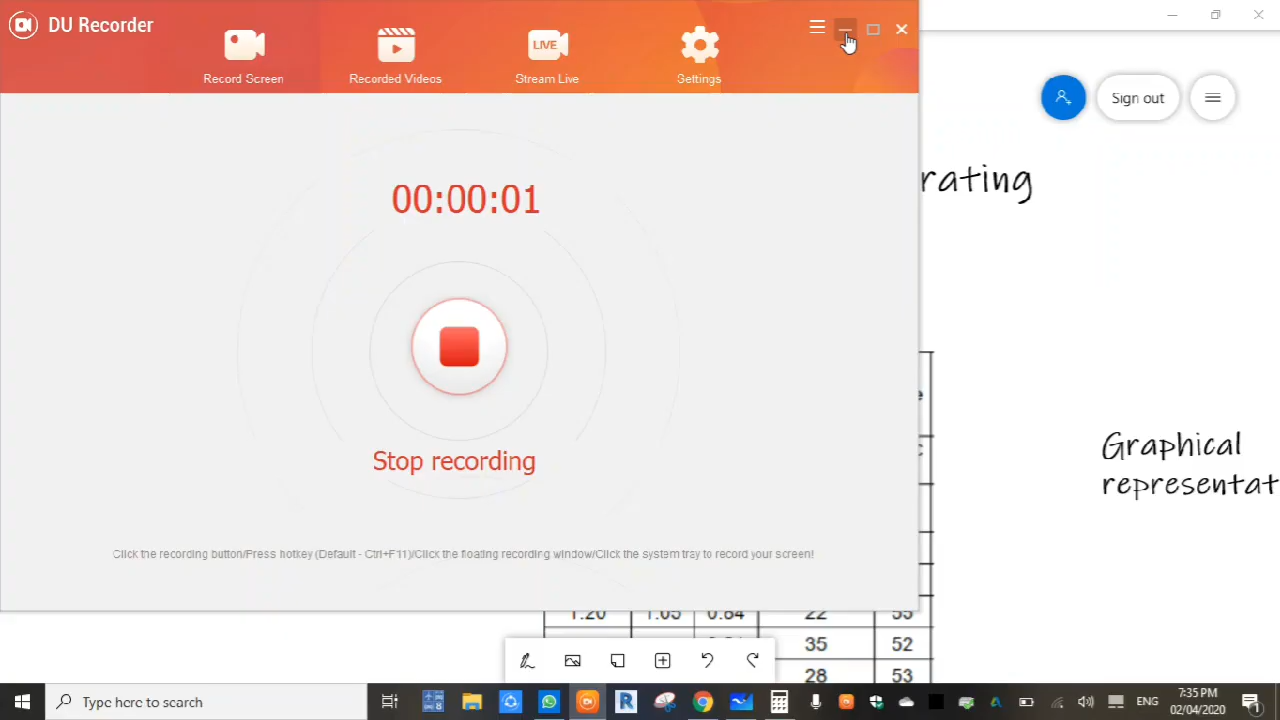 DU Recorder
Record Screen
Recorded Videos
LIVE
Stream Live
Settings
Sign out
rating
00:00:01
Stop recording
Graphical
representat
Click the recording button/Press hotkey (Default - Ctrl+F11)/Click the floating recording window/Click the system tray to record your screen!
1.20 1.05 0.84 22 55
35 52
28 53
Type here to search
ENG
7:35 PM
02/04/2020